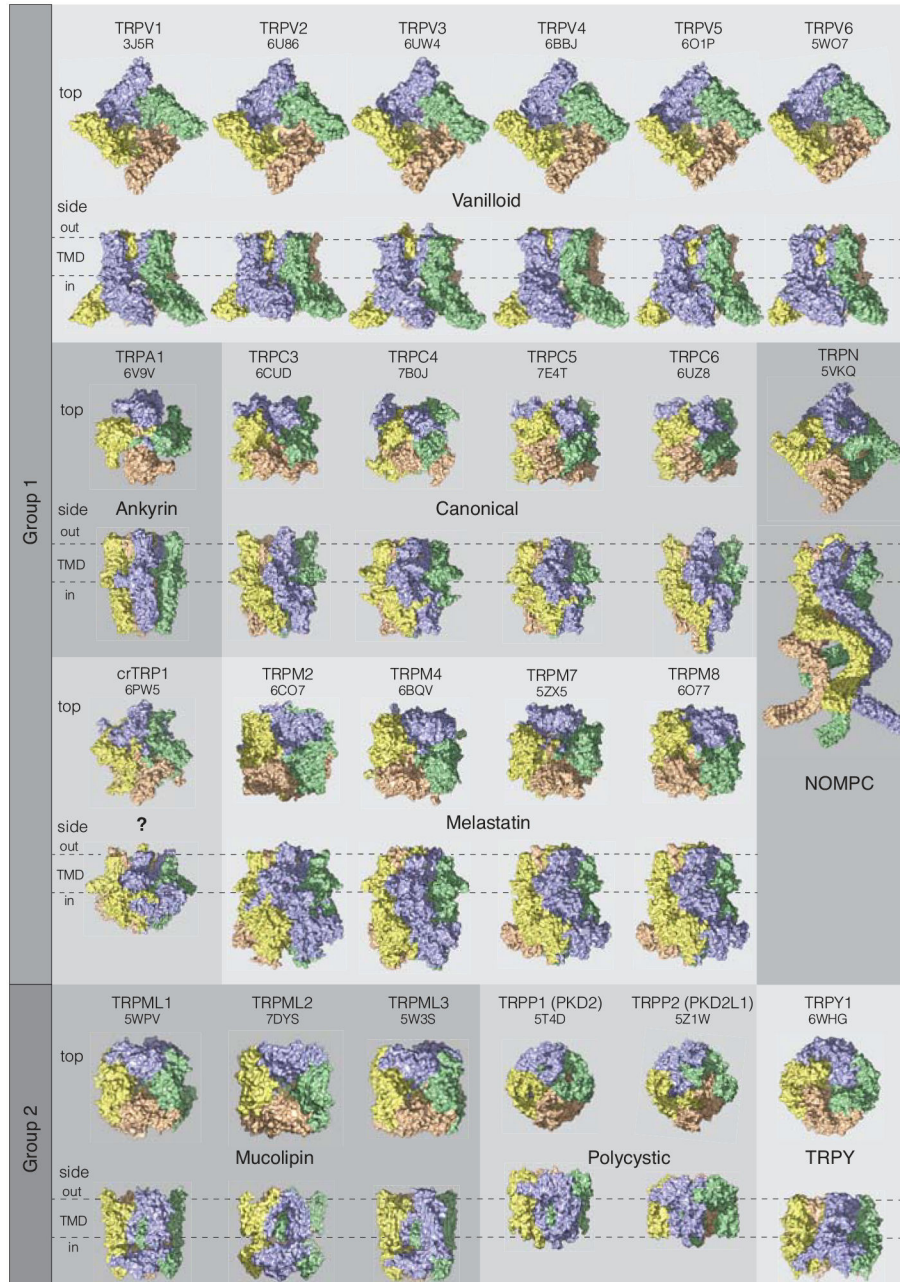 TRPV1 TRPV2 TRPV3 TRPV4 TRPV5 TRPV6
3J5R 6U86 6UW4 6BBJ 6O1P 5WO7
top
Vanilloid
side
out
TMD
in
Group 1
TRPA1 TRPC3 TRPC4 TRPC5 TRPC6 TRPN
6V9V 6CUD 7B0J 7E4T 6UZ8 5VKQ
top
side Ankyrin Canonical
out
TMD
in
crTRP1 TRPM2 TRPM4 TRPM7 TRPM8
6PW5 6CO7 6BQV 5ZX5 6O77
top
NOMPC
side ? Melastatin
out
TMD
in
Group 2
TRPML1 TRPML2 TRPML3 TRPP1 (PKD2) TRPP2 (PKD2L1) TRPY1
5WPV 7DYS 5W3S 5T4D 5Z1W 6WHG
top
Mucolipin Polycystic TRPY
side
out
TMD
in